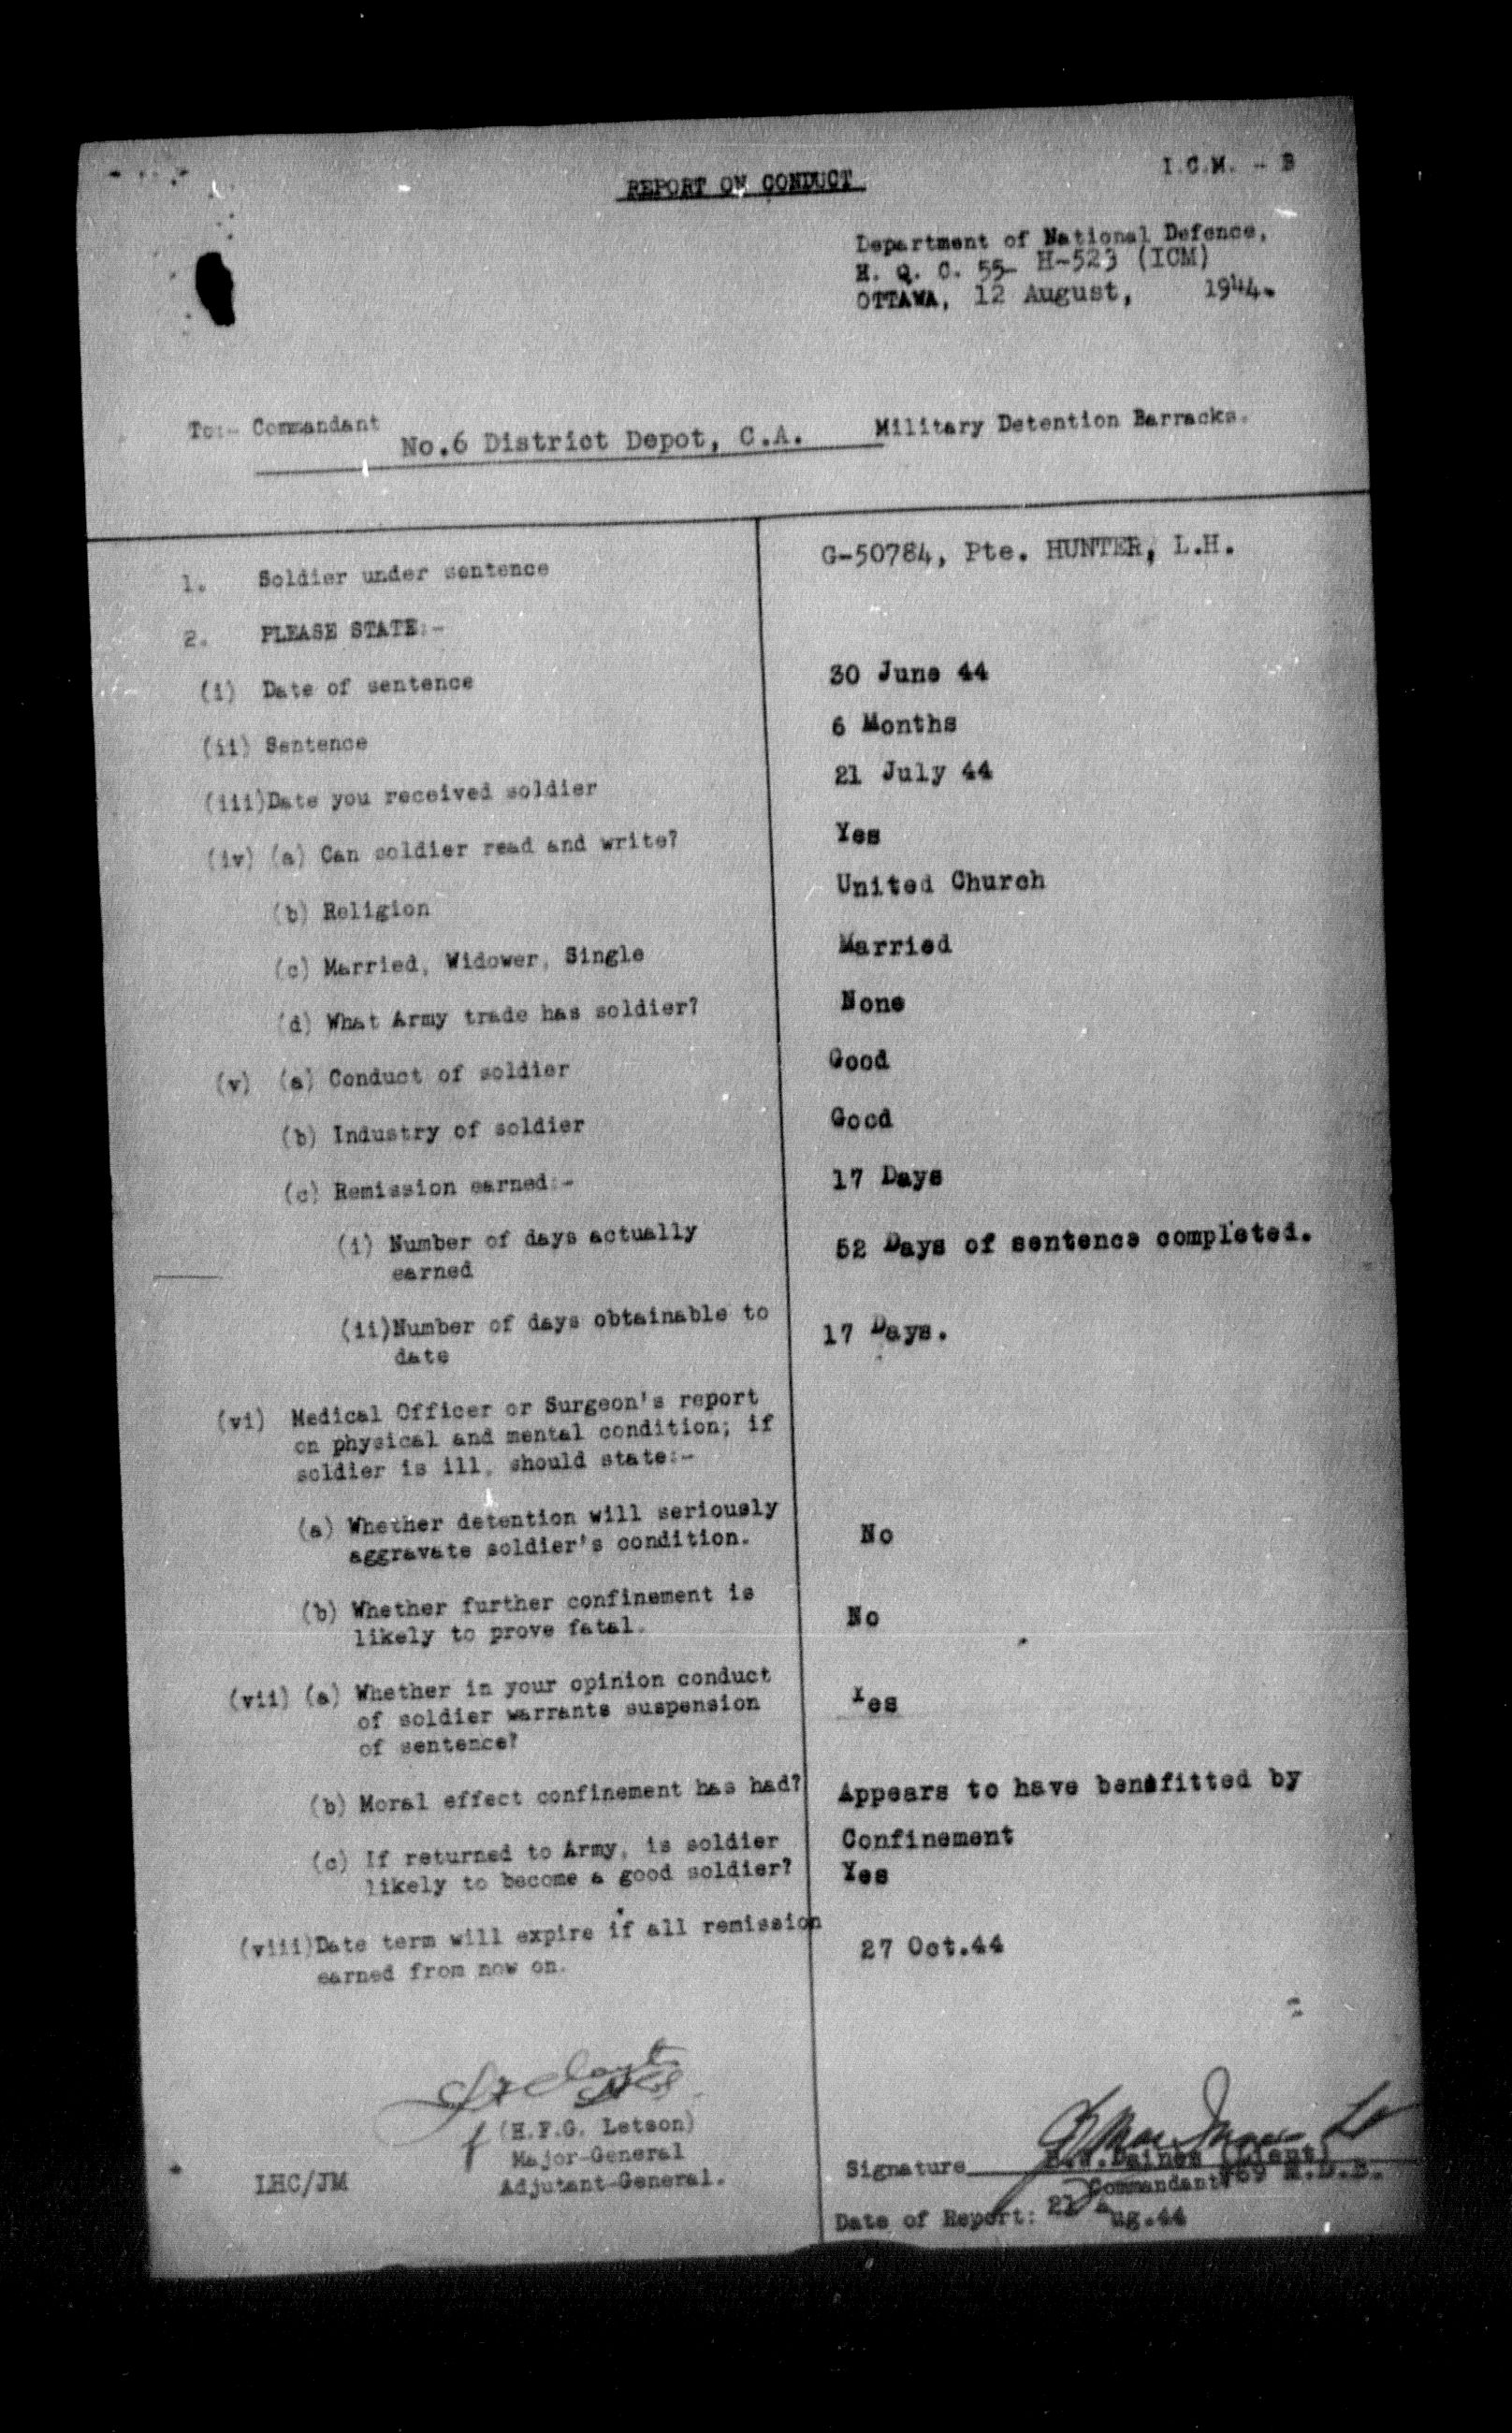 REPORT ON CONDUCT
I.C.M. - B
Department of National Defence,
H. Q. C. 55- H-523 (ICM)
OTTAWA, 12 August, 1944.
To:- Commandant
No.6 District Depot, C.A. Military Detention Barracks.
1. Soldier under sentence G-50784, Pte. HUNTER, L.H.
2. PLEASE STATE:-
(i) Date of sentence 30 June 44
(ii) Sentence 6 Months
(iii)Date you received soldier 21 July 44
(iv) (a) Can soldier read and write? Yes
(b) Religion United Church
(c) Married, Widower, Single Married
(d) What Army trade has soldier? None
(v) (a) Conduct of soldier Good
(b) Industry of soldier Good
(c) Remission earned:- 17 Days
(i) Number of days actually 52 Days of sentence completed.
earned
(ii)Number of days obtainable to 17 Days.
date
(vi) Medical Officer or Surgeon's report
on physical and mental condition; if
soldier is ill, should state:-
(a) Whether detention will seriously No
aggravate soldier's condition.
(b) Whether further confinement is No
likely to prove fatal.
(vii) (a) Whether in your opinion conduct
of soldier warrants suspension Yes
of sentence?
(b) Moral effect confinement has had? Appears to have benefitted by
Confinement
(c) If returned to Army, is soldier
likely to become a good soldier? Yes
(viii)Date term will expire if all remission 27 Oct.44
earned from now on.
(H.F.G. Letson)
Major-General
Adjutant-General.
LHC/JM
Signature (Lieut)
Commandant M.D.B.
Date of Report: 21 Aug.44